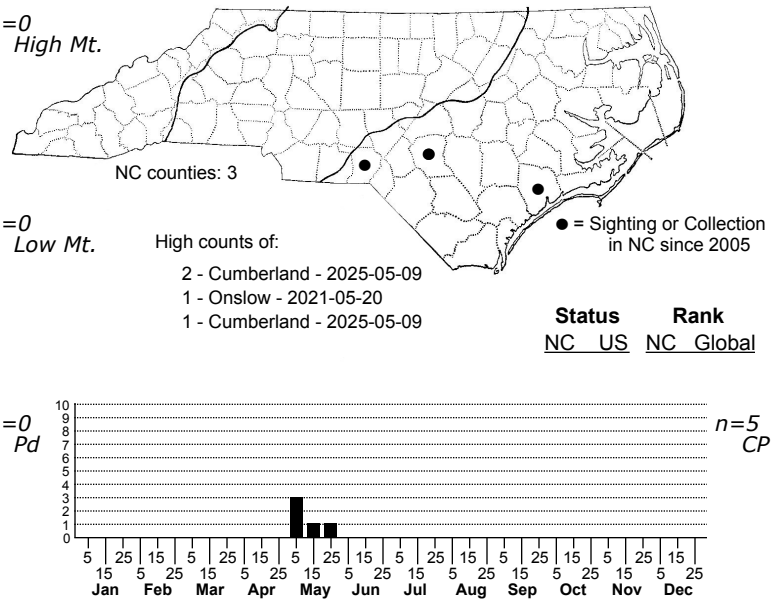 =0
High Mt.
NC counties: 3
=0
Low Mt.
High counts of:
2 - Cumberland - 2025-05-09
1 - Onslow - 2021-05-20
1 - Cumberland - 2025-05-09
● = Sighting or Collection
in NC since 2005
Status Rank
NC US NC Global
=0
Pd
n=5
CP
10
9
8
7
6
5
4
3
2
1
0
5 25 15 5 25 15 5 25 15 5 25 15 5 25 15 5 25 15
15 5 25 15 5 25 15 5 25 15 5 25 15 5 25 15 5 25
Jan Feb Mar Apr May Jun Jul Aug Sep Oct Nov Dec